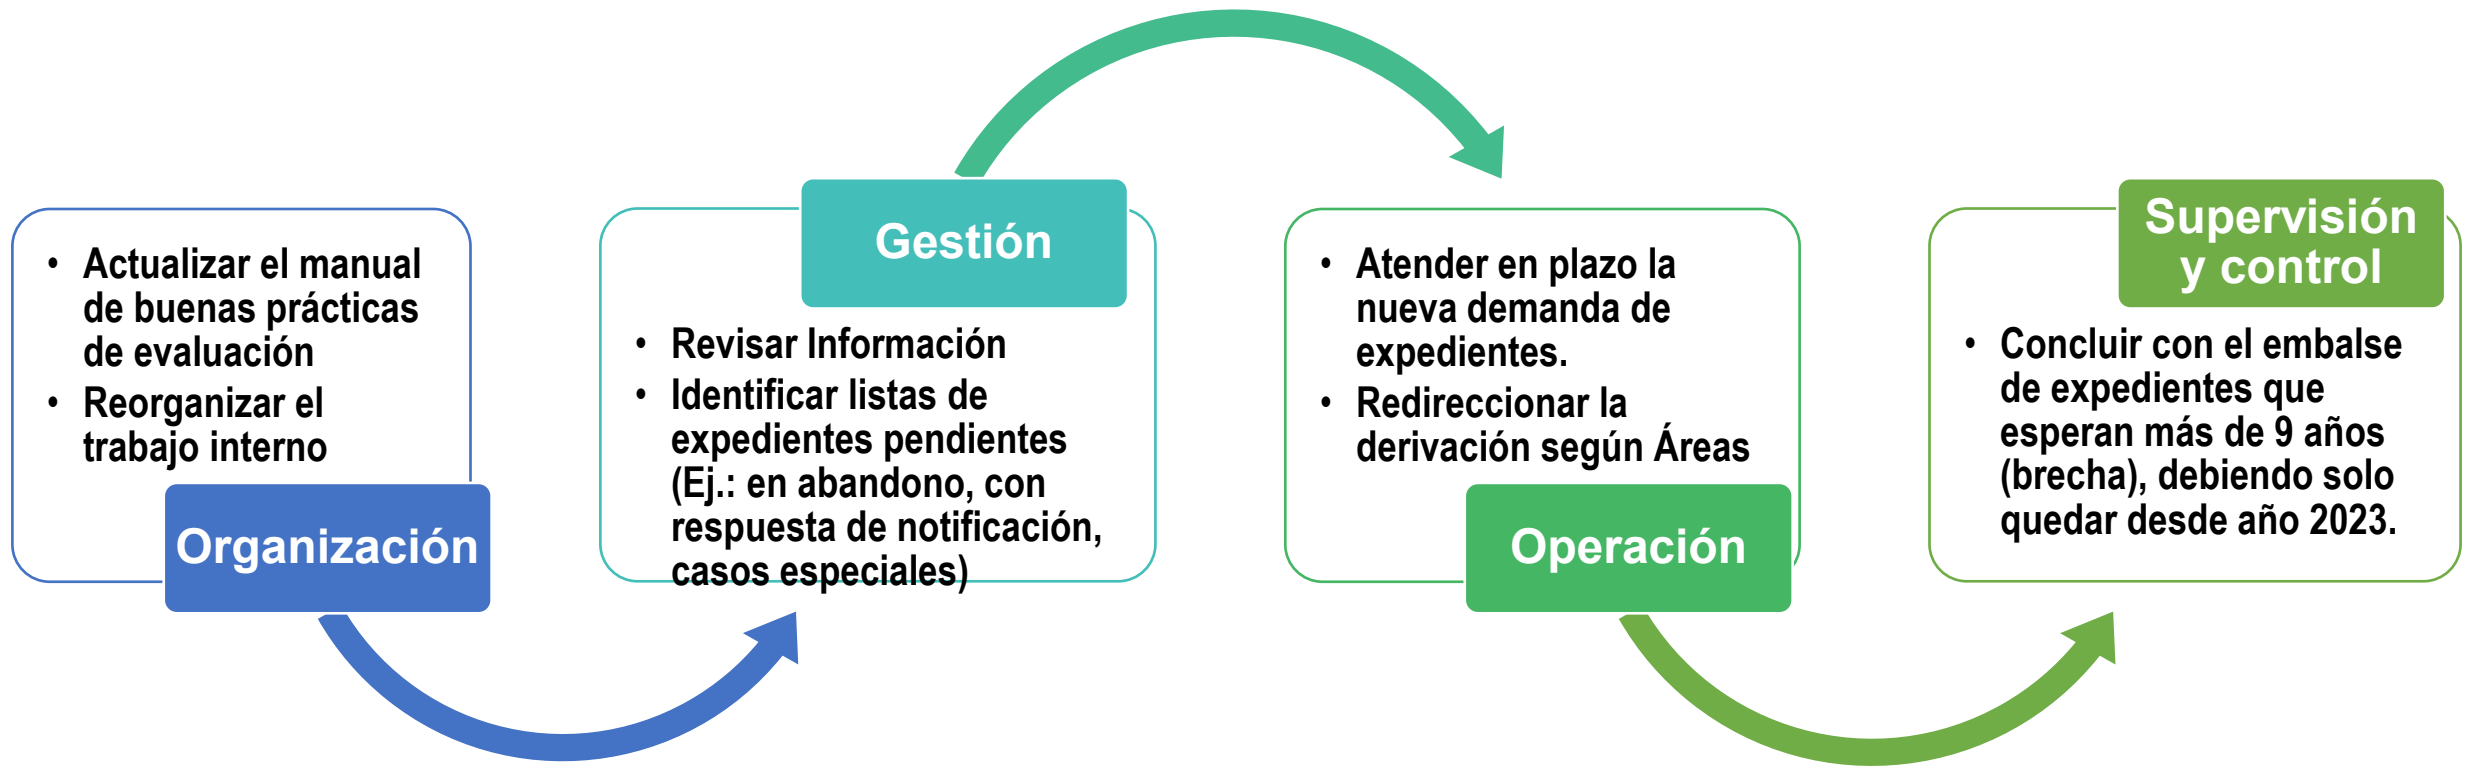 • Actualizar el manual
de buenas prácticas
de evaluación
• Reorganizar el
trabajo interno
Organización
Gestión
• Revisar Información
• Identificar listas de
expedientes pendientes
(Ej.: en abandono, con
respuesta de notificación,
casos especiales)
• Atender en plazo la
nueva demanda de
expedientes.
• Redireccionar la
derivación según Áreas
Operación
Supervisión
y control
• Concluir con el embalse
de expedientes que
esperan más de 9 años
(brecha), debiendo solo
quedar desde año 2023.